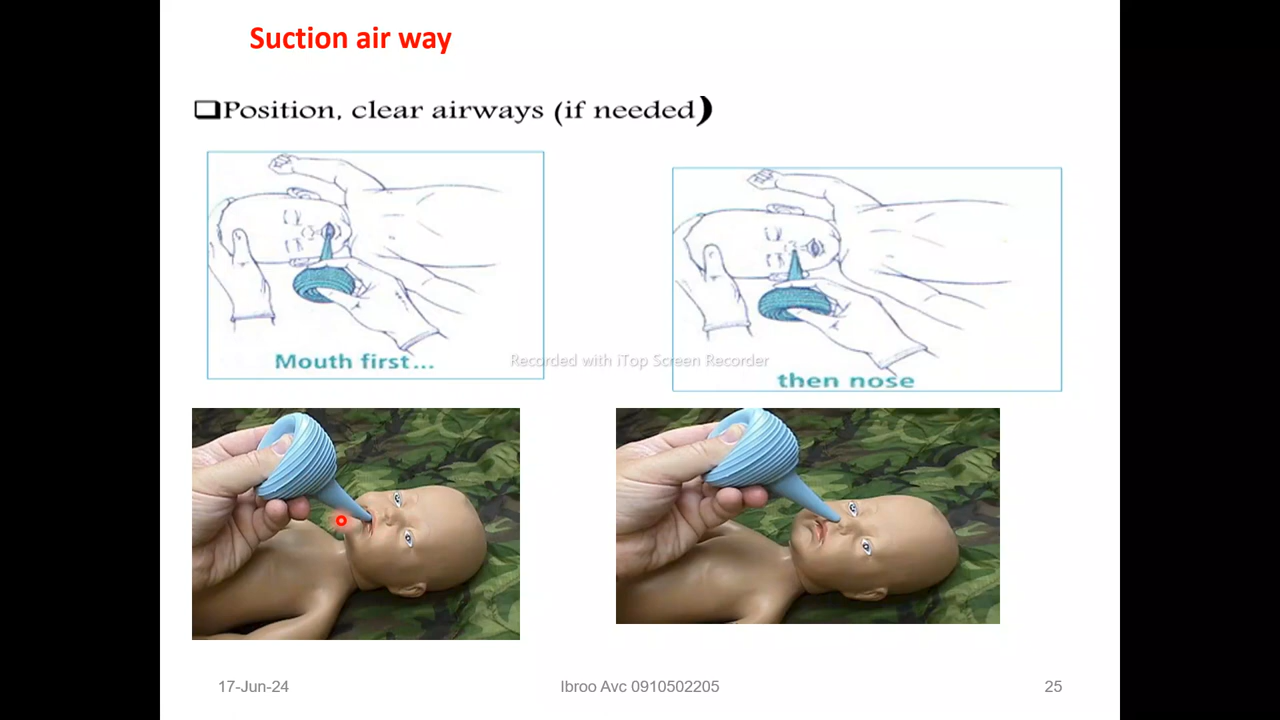 Suction air way
❑Position, clear airways (if needed)
Mouth first...
then nose
Recorded with iTop Screen Recorder
17-Jun-24
Ibroo Avc 0910502205
25